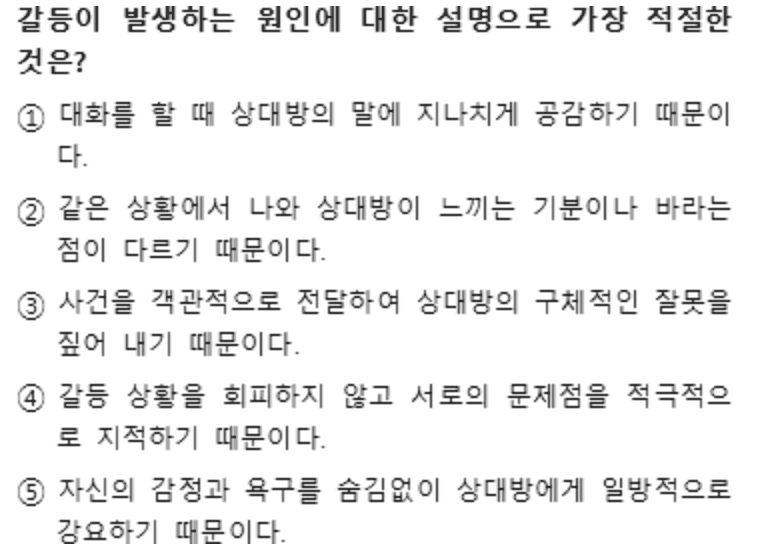 갈등이 발생하는 원인에 대한 설명으로 가장 적절한
것은?
① 대화를 할 때 상대방의 말에 지나치게 공감하기 때문이
다.
② 같은 상황에서 나와 상대방이 느끼는 기분이나 바라는
점이 다르기 때문이다.
③ 사건을 객관적으로 전달하여 상대방의 구체적인 잘못을
짚어 내기 때문이다.
④ 갈등 상황을 회피하지 않고 서로의 문제점을 적극적으
로 지적하기 때문이다.
⑤ 자신의 감정과 욕구를 숨김없이 상대방에게 일방적으로
강요하기 때문이다.